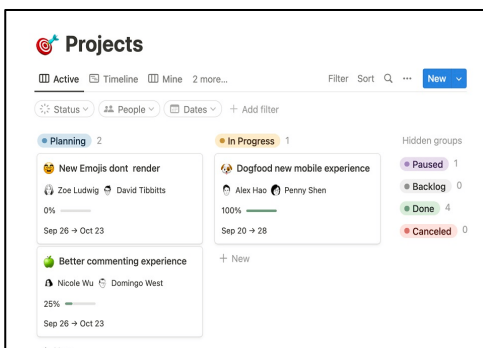 Projects
Active Timeline Mine 2 more... Filter Sort New
Status People Dates + Add filter
Planning 2
New Emojis dont render
Zoe Ludwig David Tibbitts
0%
Sep 26 → Oct 23
Better commenting experience
Nicole Wu Domingo West
25%
Sep 26 → Oct 23
In Progress 1
Dogfood new mobile experience
Alex Hao Penny Shen
100%
Sep 20 → 28
+ New
Hidden groups
Paused 1
Backlog 0
Done 4
Canceled 0